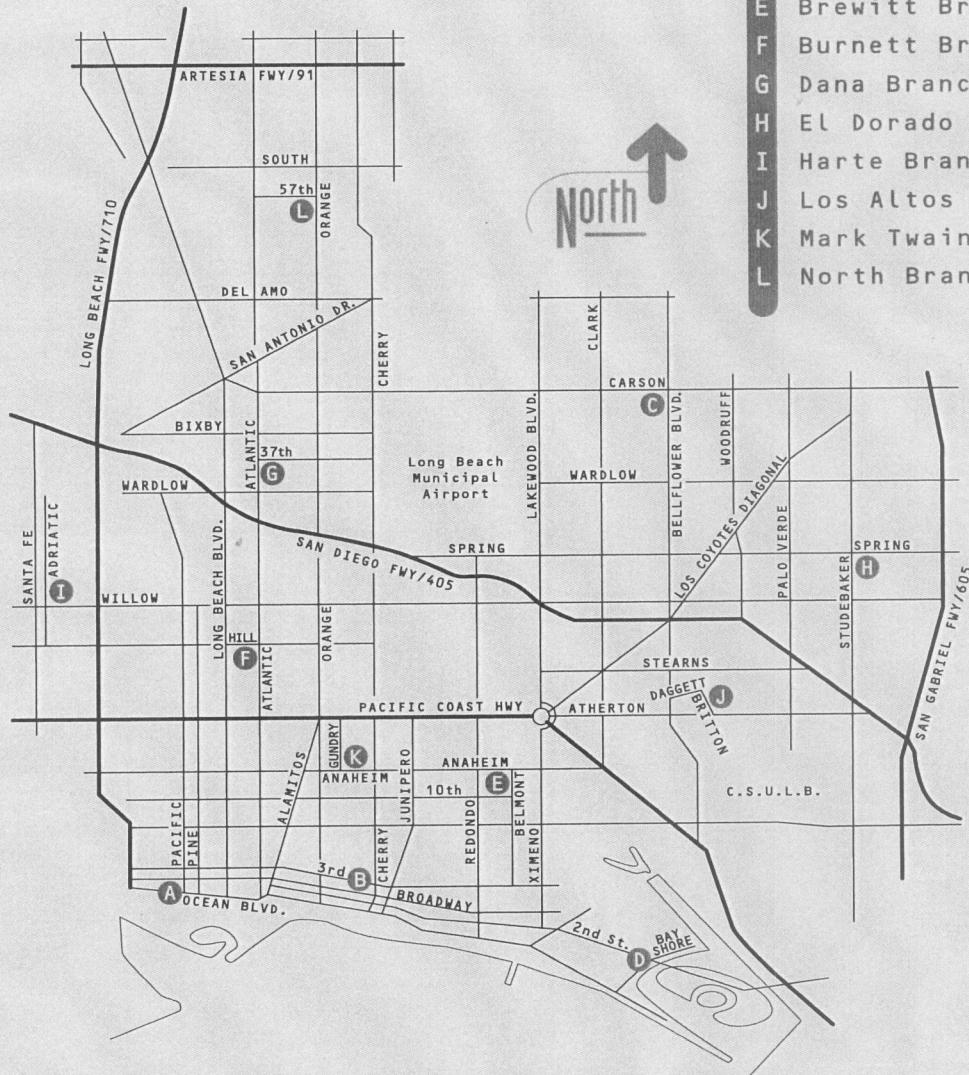 E Brewitt Br
F Burnett Br
G Dana Branc
H El Dorado
I Harte Bran
J Los Altos
K Mark Twain
L North Bran
North
ARTESIA FWY/91
SOUTH
57th
L
ORANGE
LONG BEACH FWY/710
DEL AMO
SAN ANTONIO DR.
CHERRY
CLARK
CARSON
C
LAKEWOOD BLVD.
BELLFLOWER BLVD.
WOODRUFF
BIXBY
ATLANTIC
37th
G
Long Beach
Municipal
Airport
WARDLOW
WARDLOW
LOS COYOTES DIAGONAL
SANTA FE
ADRIATIC
I
LONG BEACH BLVD.
SAN DIEGO FWY/405
SPRING
PALO VERDE
STUDEBAKER
SPRING
H
SAN GABRIEL FWY/605
WILLOW
HILL
F
ATLANTIC
ORANGE
STEARNS
DAGGETT
J
BRITTON
PACIFIC COAST HWY
ATHERTON
GUNDRY
K
ANAHEIM
ALAMITOS
JUNIPERO
ANAHEIM
E
10th
BELMONT
C.S.U.L.B.
PACIFIC
PINE
CHERRY
REDONDO
XIMENO
3rd
B
A
OCEAN BLVD.
BROADWAY
2nd St.
D
BAY
SHORE